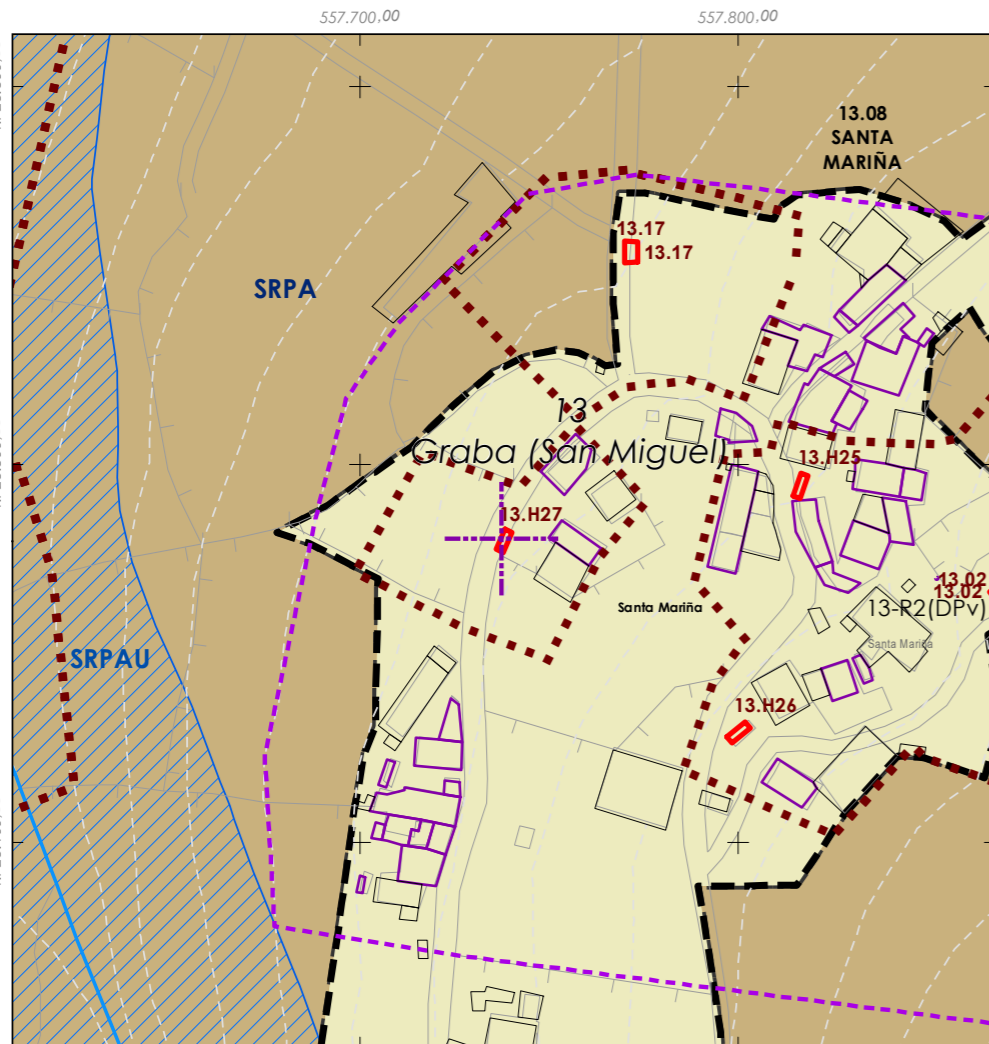 557.700,00
557.800,00
13.08
SANTA
MARIÑA
13.17
13.17
SRPA
13
Graba (San Miguel)
13.H25
13.H27
13.02
13.02
Santa Mariña
13-R2(DPv)
Santa Mariña
SRPAU
13.H26